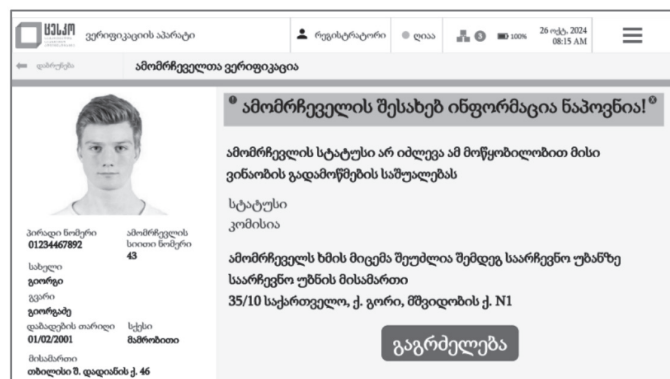 ცესკო
ვერიფიკაციის აპარატი
რეგისტრატორი
ღიაა
3
100%
26 ოქტ, 2024
08:15 AM
დაბრუნება
ამომრჩეველთა ვერიფიკაცია
ამომრჩეველის შესახებ ინფორმაცია ნაპოვნია!
ამომრჩევლის სტატუსი არ იძლევა ამ მოწყობილობით მისი
ვინაობის გადამოწმების საშუალებას
სტატუსი
კომისია
ამომრჩეველს ხმის მიცემა შეუძლია შემდეგ საარჩევნო უბანზე
საარჩევნო უბნის მისამართი
35/10 საქართველო, ქ. გორი, მშვიდობის ქ. N1
გაგრძელება
პირადი ნომერი
01234467892
ამომრჩევლის
სიითი ნომერი
43
სახელი
გიორგი
გვარი
გიორგაძე
დაბადების თარიღი
01/02/2001
სქესი
მამრობითი
მისამართი
თბილისი შ. დადიანის ქ. 46